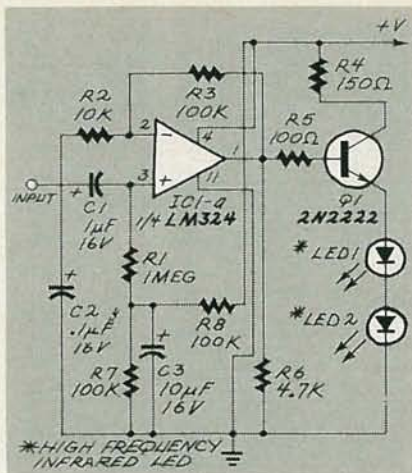 +V
R2
10K
R3
100K
R4
150Ω
R5
100Ω
2
-
4
1
3
+
11
INPUT
+
C1
1µF
16V
IC1-a
1/4 LM324
Q1
2N2222
R1
1MEG
*LED1
+
C2
.1µF
16V
R8
100K
*LED2
R7
100K
+
C3
10µF
16V
R6
4.7K
*HIGH FREQUENCY
INFRARED LED